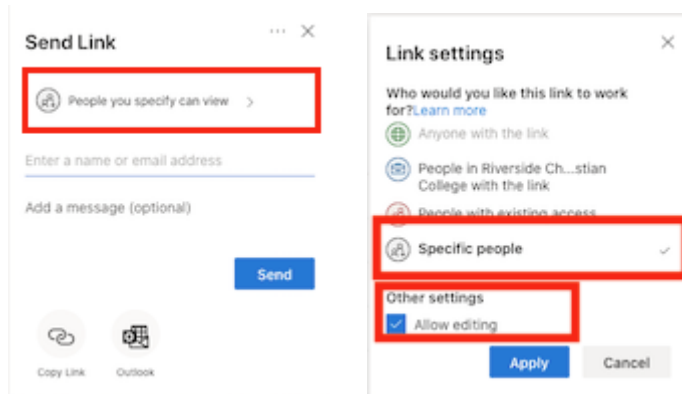 Send Link
People you specify can view
Enter a name or email address
Add a message (optional)
Send
Copy Link
Outlook
Link settings
Who would you like this link to work
for?Learn more
Anyone with the link
People in Riverside Ch...stian
College with the link
People with existing access
Specific people
Other settings
Allow editing
Apply
Cancel